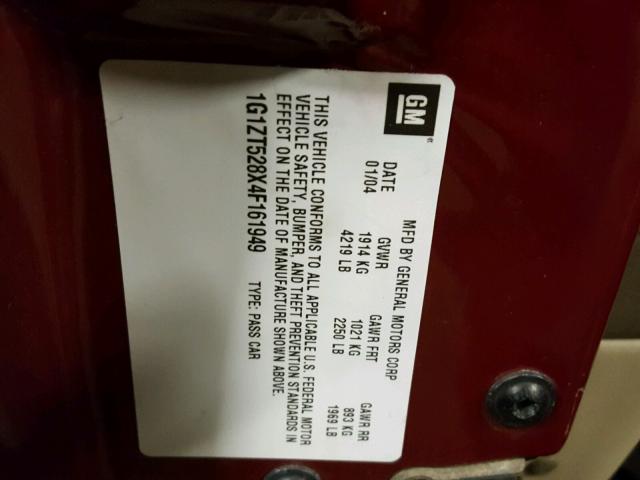 GM
MFD BY GENERAL MOTORS CORP
DATE GVWR GAWR FRT GAWR RR
01/04 1914 KG 1021 KG 893 KG
4219 LB 2250 LB 1969 LB
THIS VEHICLE CONFORMS TO ALL APPLICABLE U.S. FEDERAL MOTOR
VEHICLE SAFETY, BUMPER, AND THEFT PREVENTION STANDARDS IN
EFFECT ON THE DATE OF MANUFACTURE SHOWN ABOVE.
1G1ZT528X4F161949 TYPE: PASS CAR